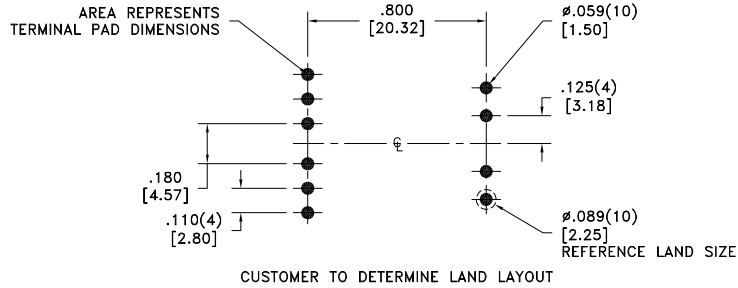 AREA REPRESENTS
TERMINAL PAD DIMENSIONS
.800
[20.32]
ø.059(10)
[1.50]
.125(4)
[3.18]
℄
.180
[4.57]
.110(4)
[2.80]
ø.089(10)
[2.25]
REFERENCE LAND SIZE
CUSTOMER TO DETERMINE LAND LAYOUT